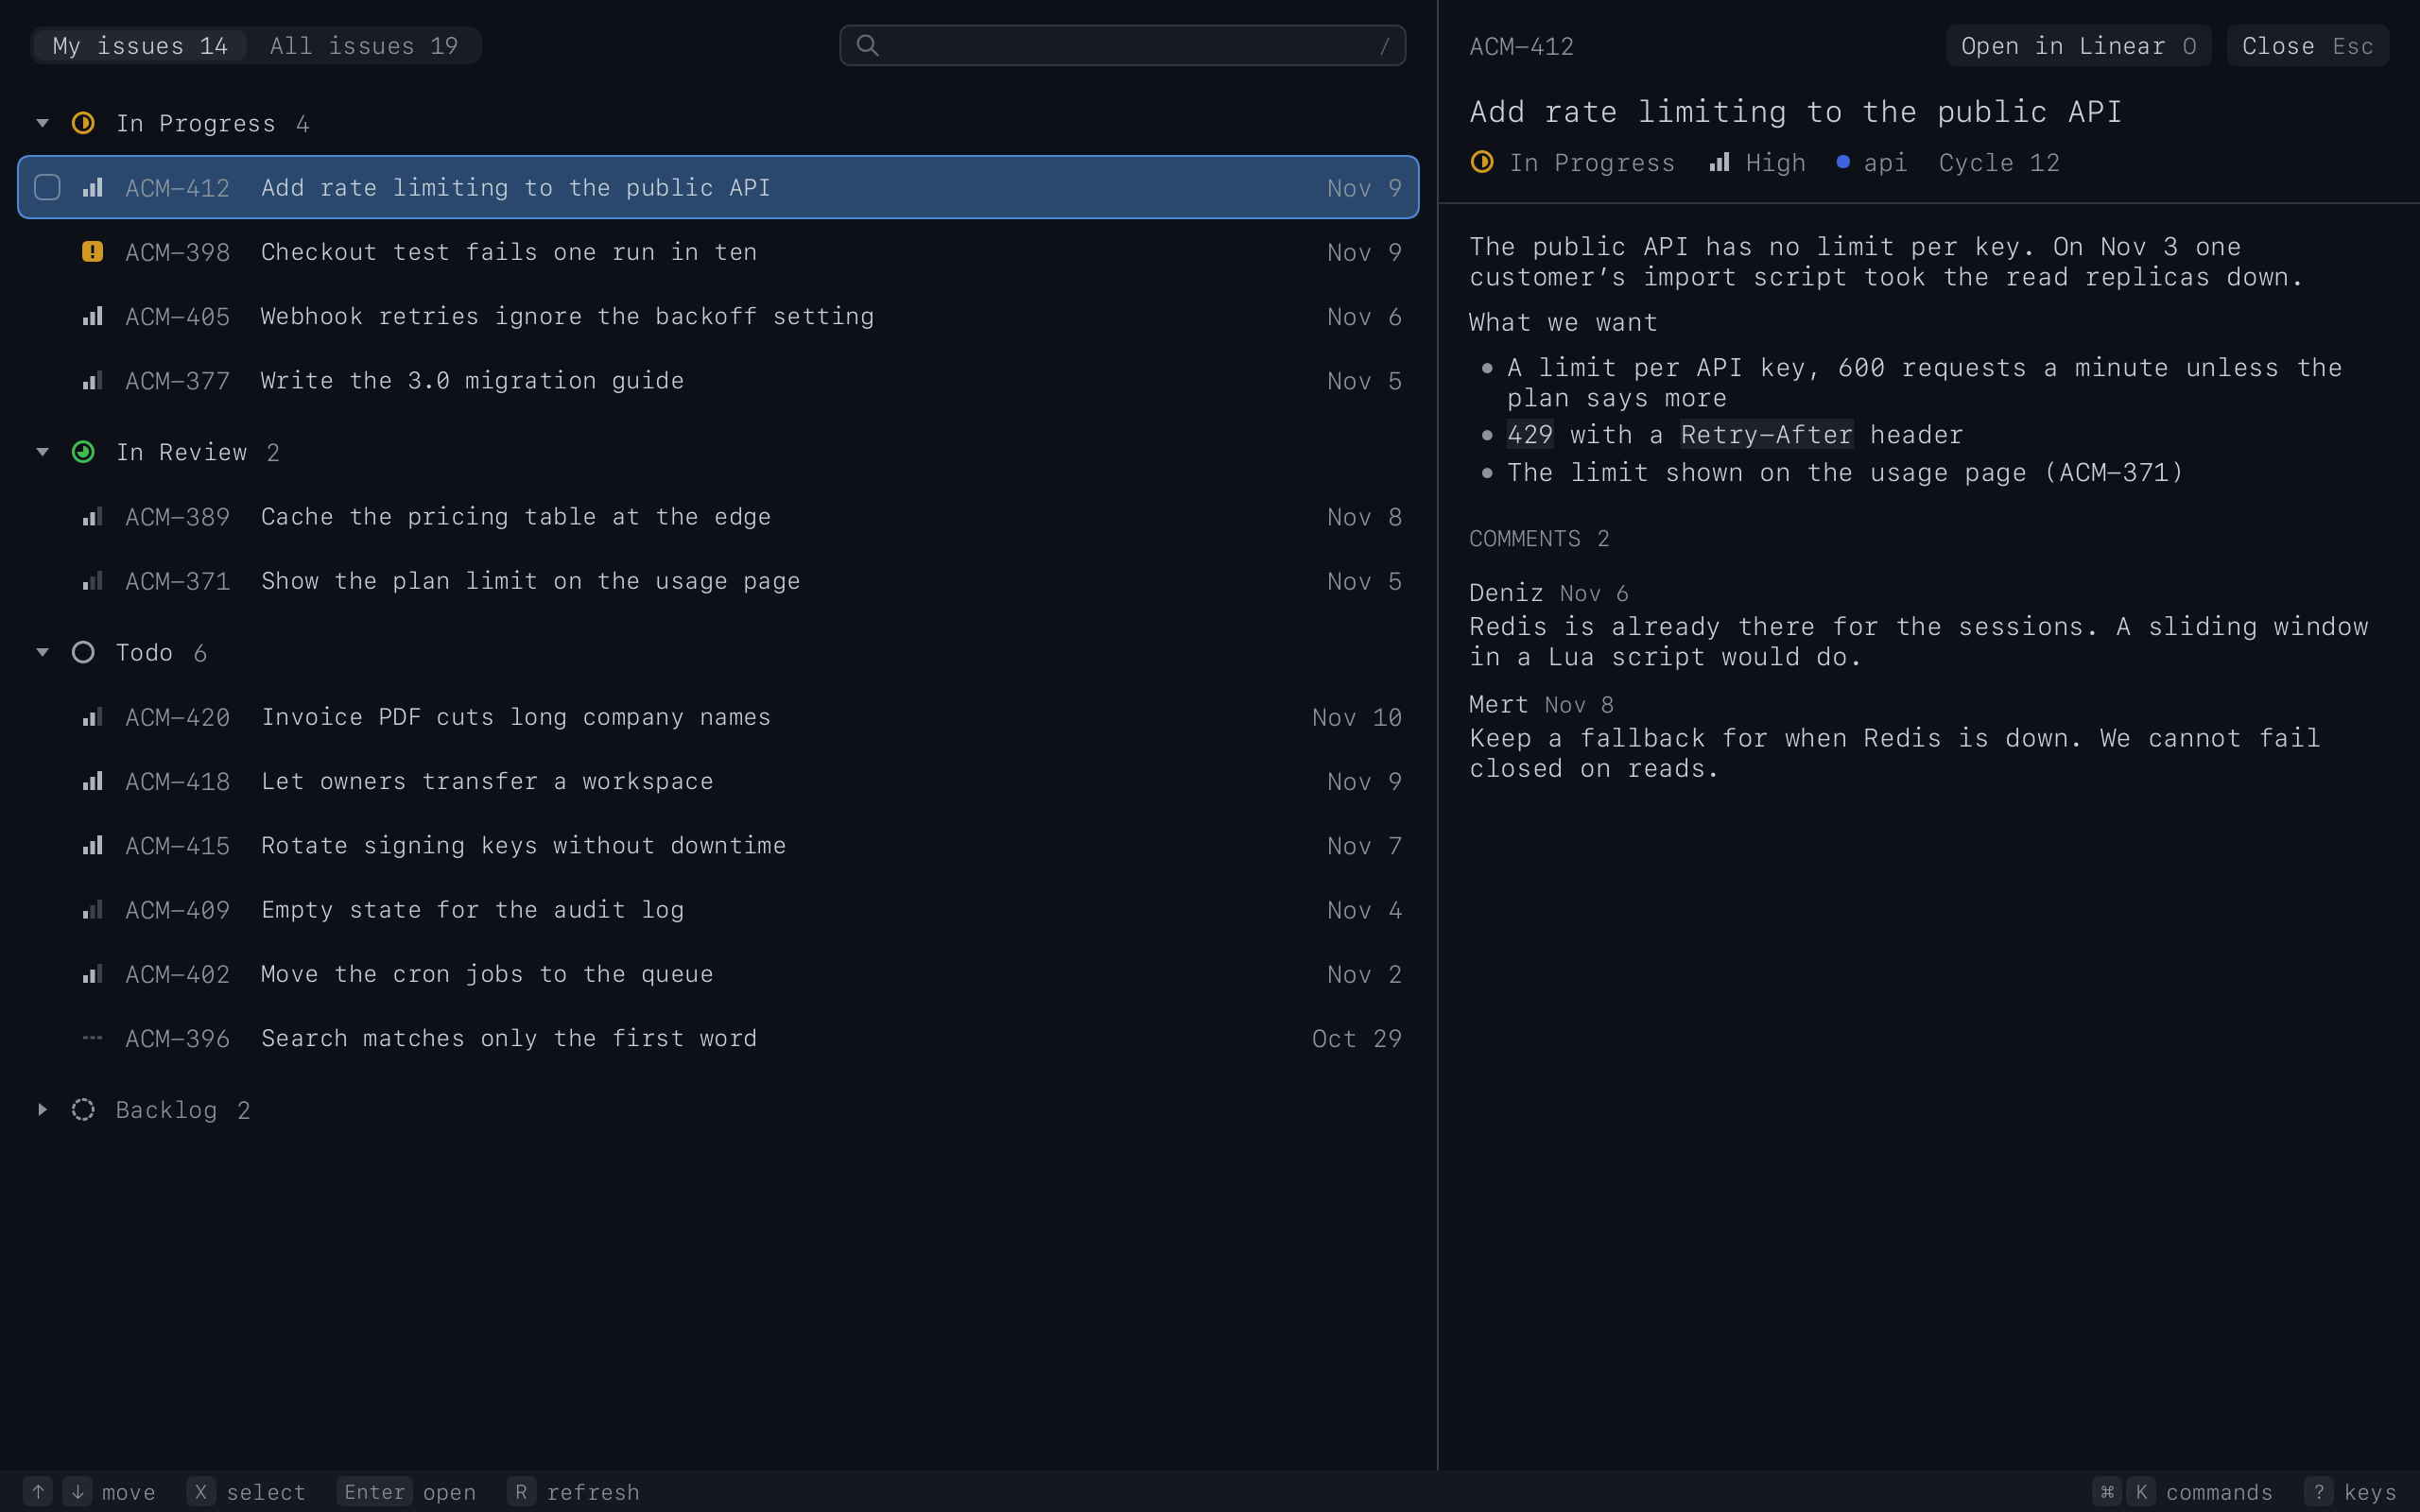 My issues 14 All issues 19 /
In Progress 4
ACM-412 Add rate limiting to the public API Nov 9
ACM-398 Checkout test fails one run in ten Nov 9
ACM-405 Webhook retries ignore the backoff setting Nov 6
ACM-377 Write the 3.0 migration guide Nov 5
In Review 2
ACM-389 Cache the pricing table at the edge Nov 8
ACM-371 Show the plan limit on the usage page Nov 5
Todo 6
ACM-420 Invoice PDF cuts long company names Nov 10
ACM-418 Let owners transfer a workspace Nov 9
ACM-415 Rotate signing keys without downtime Nov 7
ACM-409 Empty state for the audit log Nov 4
ACM-402 Move the cron jobs to the queue Nov 2
ACM-396 Search matches only the first word Oct 29
Backlog 2
ACM-412 Open in Linear O Close Esc
Add rate limiting to the public API
In Progress High api Cycle 12
The public API has no limit per key. On Nov 3 one
customer’s import script took the read replicas down.
What we want
• A limit per API key, 600 requests a minute unless the
plan says more
• 429 with a Retry-After header
• The limit shown on the usage page (ACM-371)
COMMENTS 2
Deniz Nov 6
Redis is already there for the sessions. A sliding window
in a Lua script would do.
Mert Nov 8
Keep a fallback for when Redis is down. We cannot fail
closed on reads.
↑ ↓ move X select Enter open R refresh ⌘ K commands ? keys